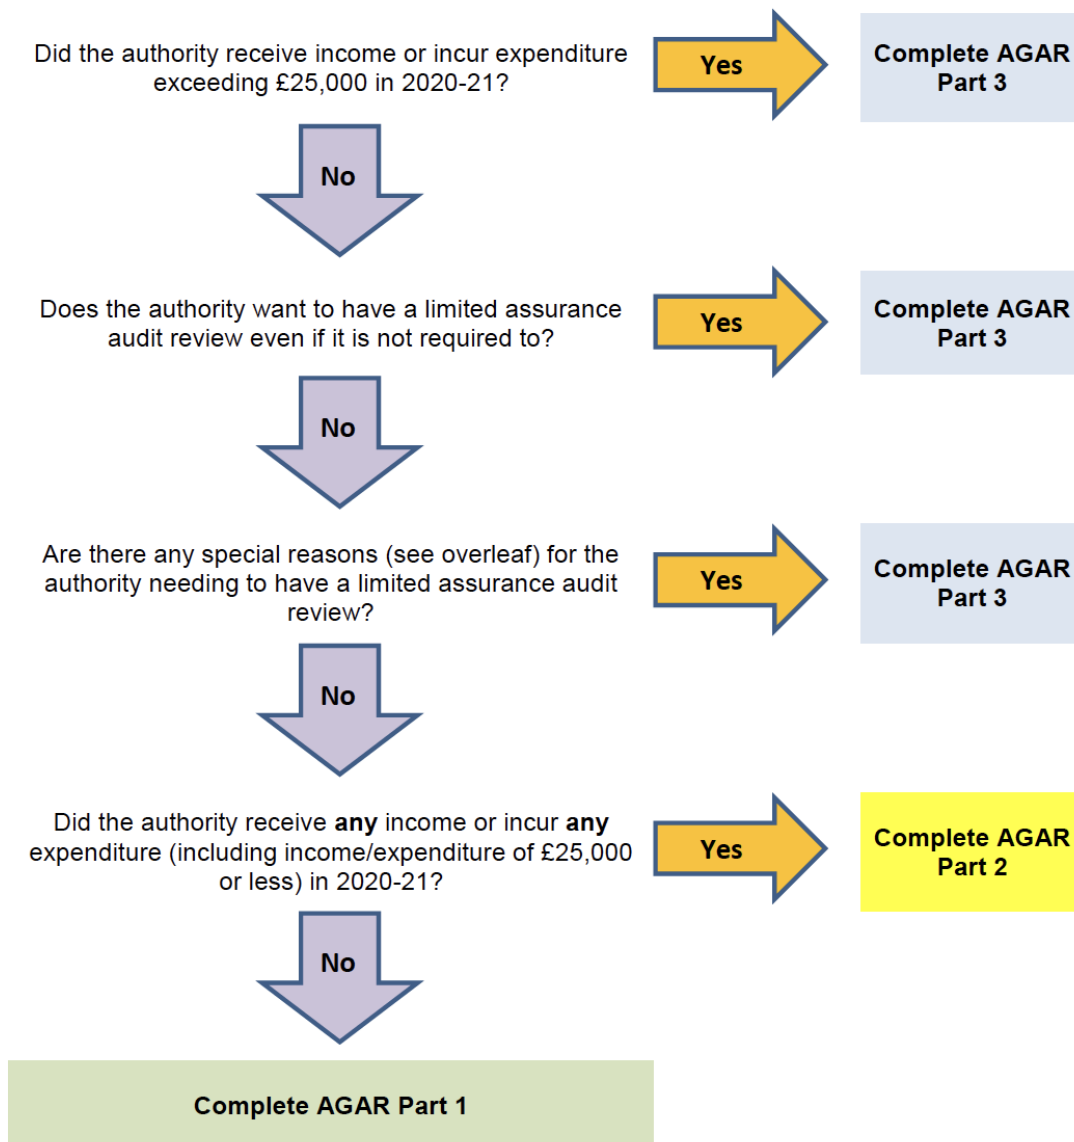 Did the authority receive income or incur expenditure
exceeding £25,000 in 2020-21?
Yes
Complete AGAR
Part 3
No
Does the authority want to have a limited assurance
audit review even if it is not required to?
Yes
Complete AGAR
Part 3
No
Are there any special reasons (see overleaf) for the
authority needing to have a limited assurance audit
review?
Yes
Complete AGAR
Part 3
No
Did the authority receive any income or incur any
expenditure (including income/expenditure of £25,000
or less) in 2020-21?
Yes
Complete AGAR
Part 2
No
Complete AGAR Part 1